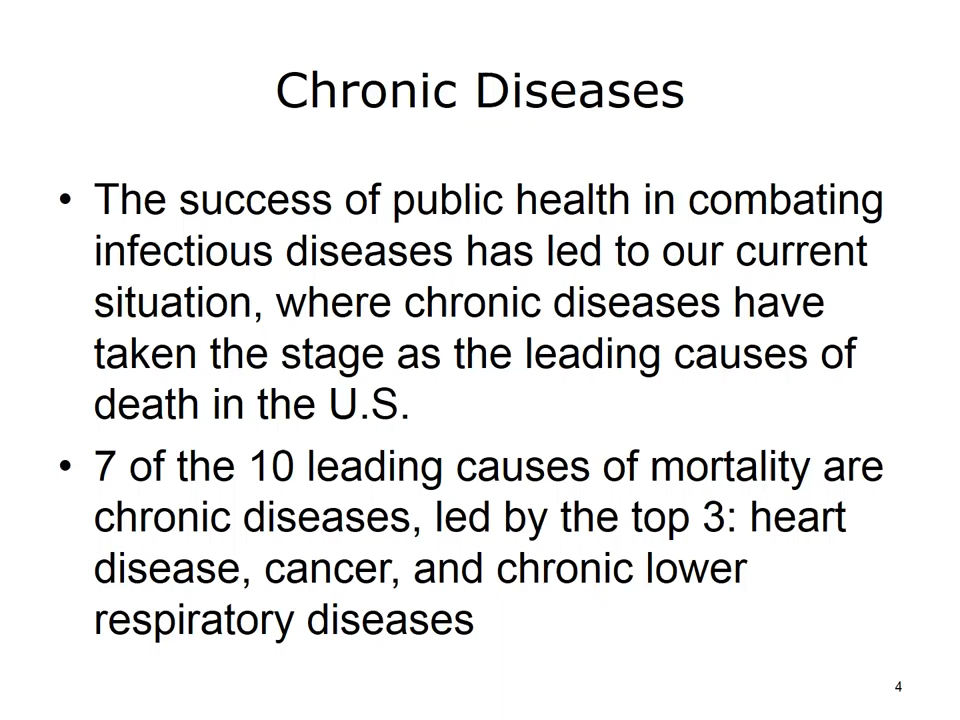 Chronic Diseases
• The success of public health in combating
infectious diseases has led to our current
situation, where chronic diseases have
taken the stage as the leading causes of
death in the U.S.
• 7 of the 10 leading causes of mortality are
chronic diseases, led by the top 3: heart
disease, cancer, and chronic lower
respiratory diseases
4